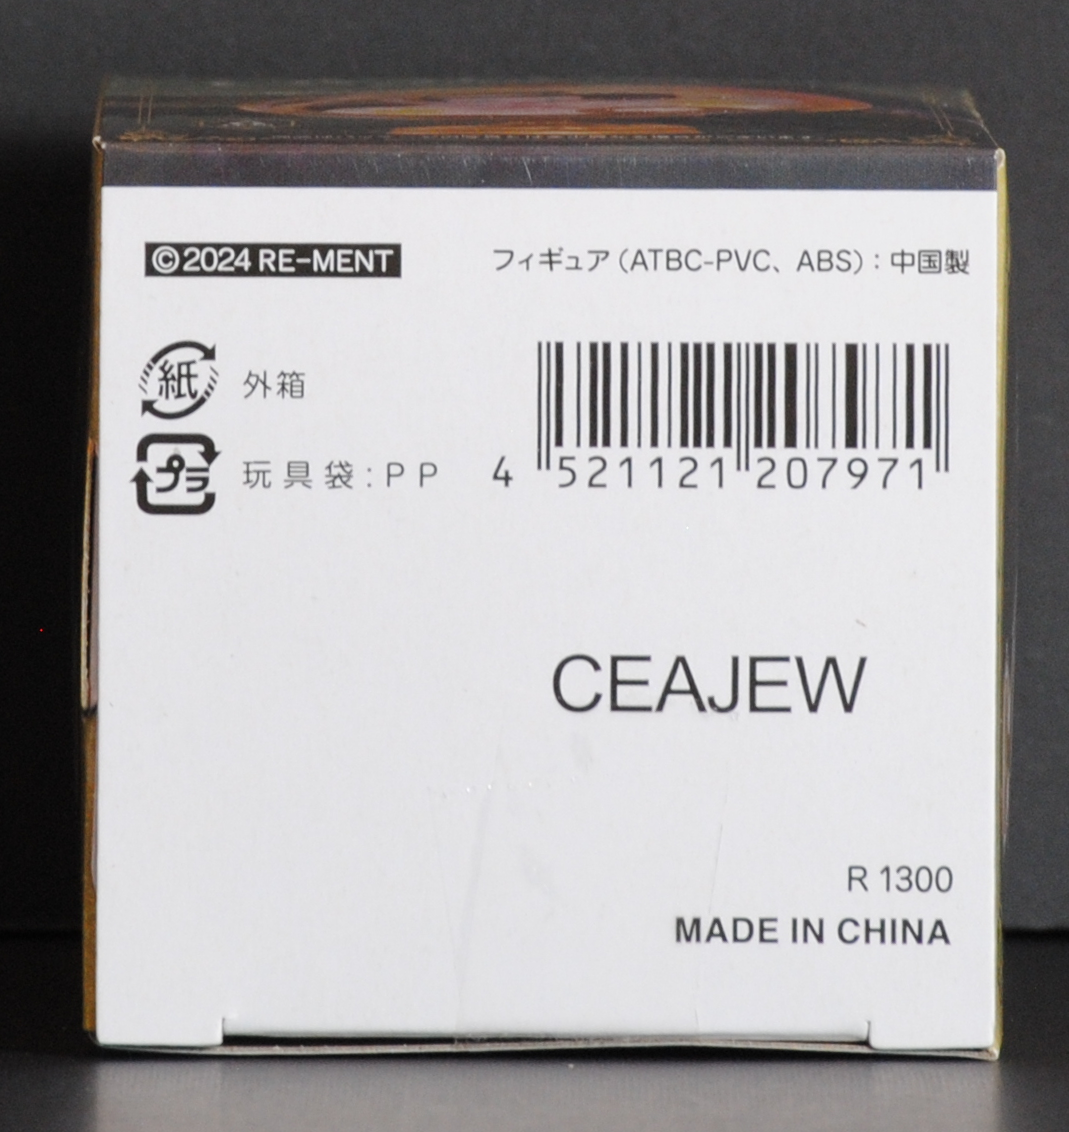 ©2024 RE-MENT
フィギュア（ATBC-PVC、ABS）：中国製
紙 外箱
プラ 玩具袋：PP
4 521121 207971
CEAJEW
R 1300
MADE IN CHINA